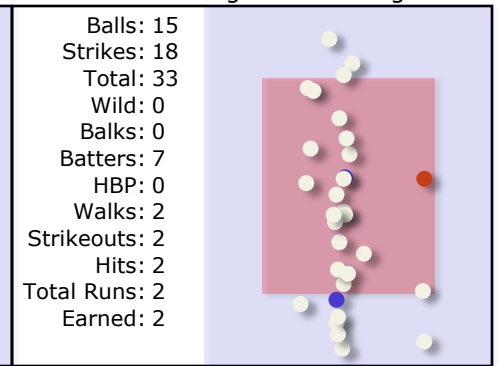 Balls: 15
Strikes: 18
Total: 33
Wild: 0
Balks: 0
Batters: 7
HBP: 0
Walks: 2
Strikeouts: 2
Hits: 2
Total Runs: 2
Earned: 2